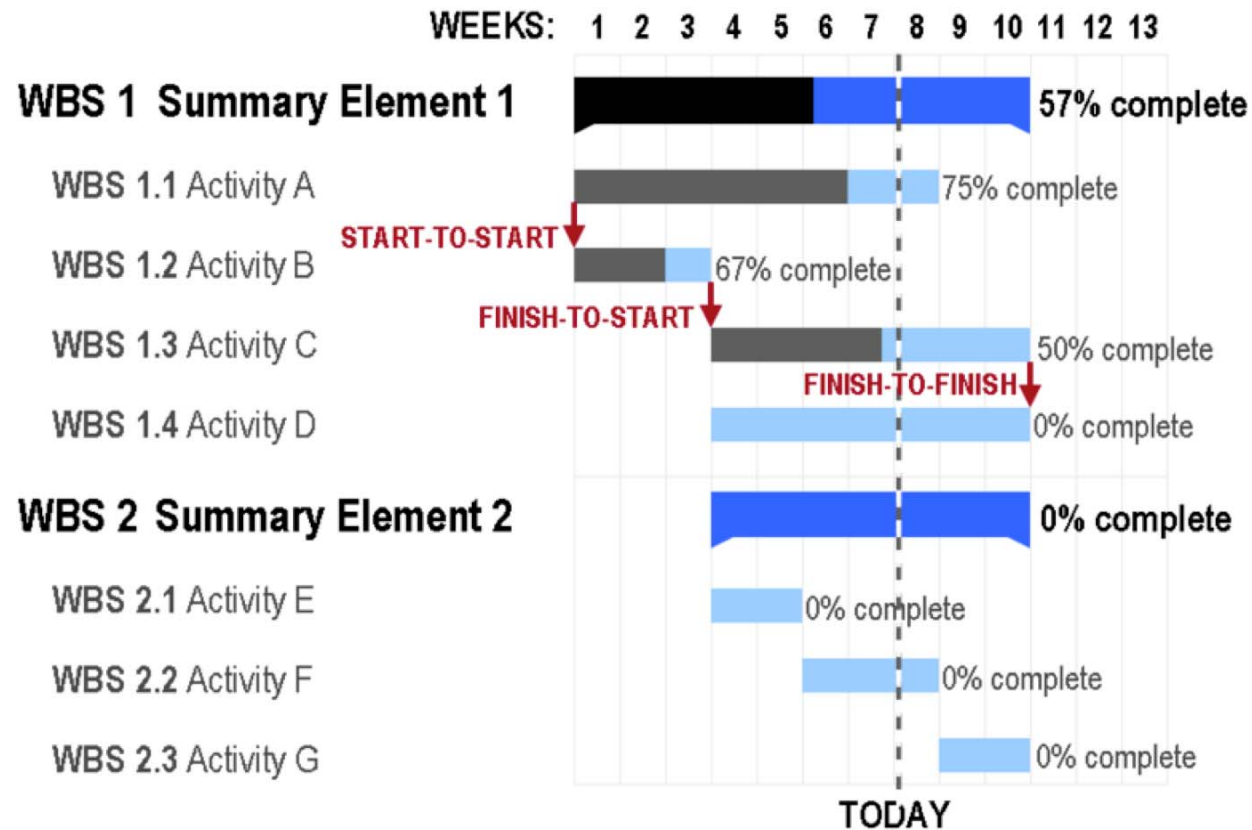 WEEKS: 1 2 3 4 5 6 7 8 9 10 11 12 13
WBS 1 Summary Element 1 57% complete
WBS 1.1 Activity A 75% complete
START-TO-START
WBS 1.2 Activity B 67% complete
FINISH-TO-START
WBS 1.3 Activity C 50% complete
FINISH-TO-FINISH
WBS 1.4 Activity D 0% complete
WBS 2 Summary Element 2 0% complete
WBS 2.1 Activity E 0% complete
WBS 2.2 Activity F 0% complete
WBS 2.3 Activity G 0% complete
TODAY